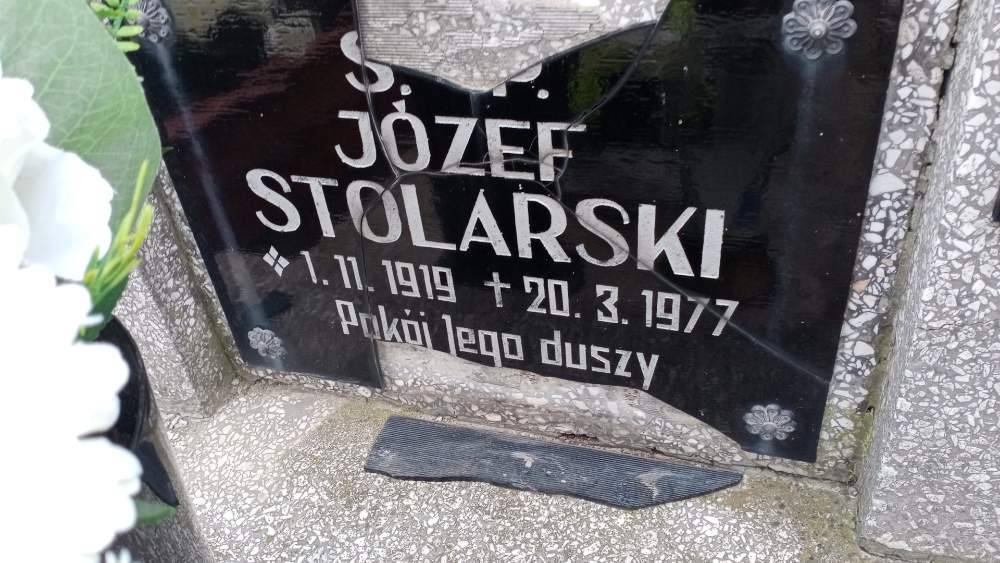 Ś. P.
JÓZEF
STOLARSKI
1. 11. 1919 + 20. 3. 1977
Pokój Jego duszy